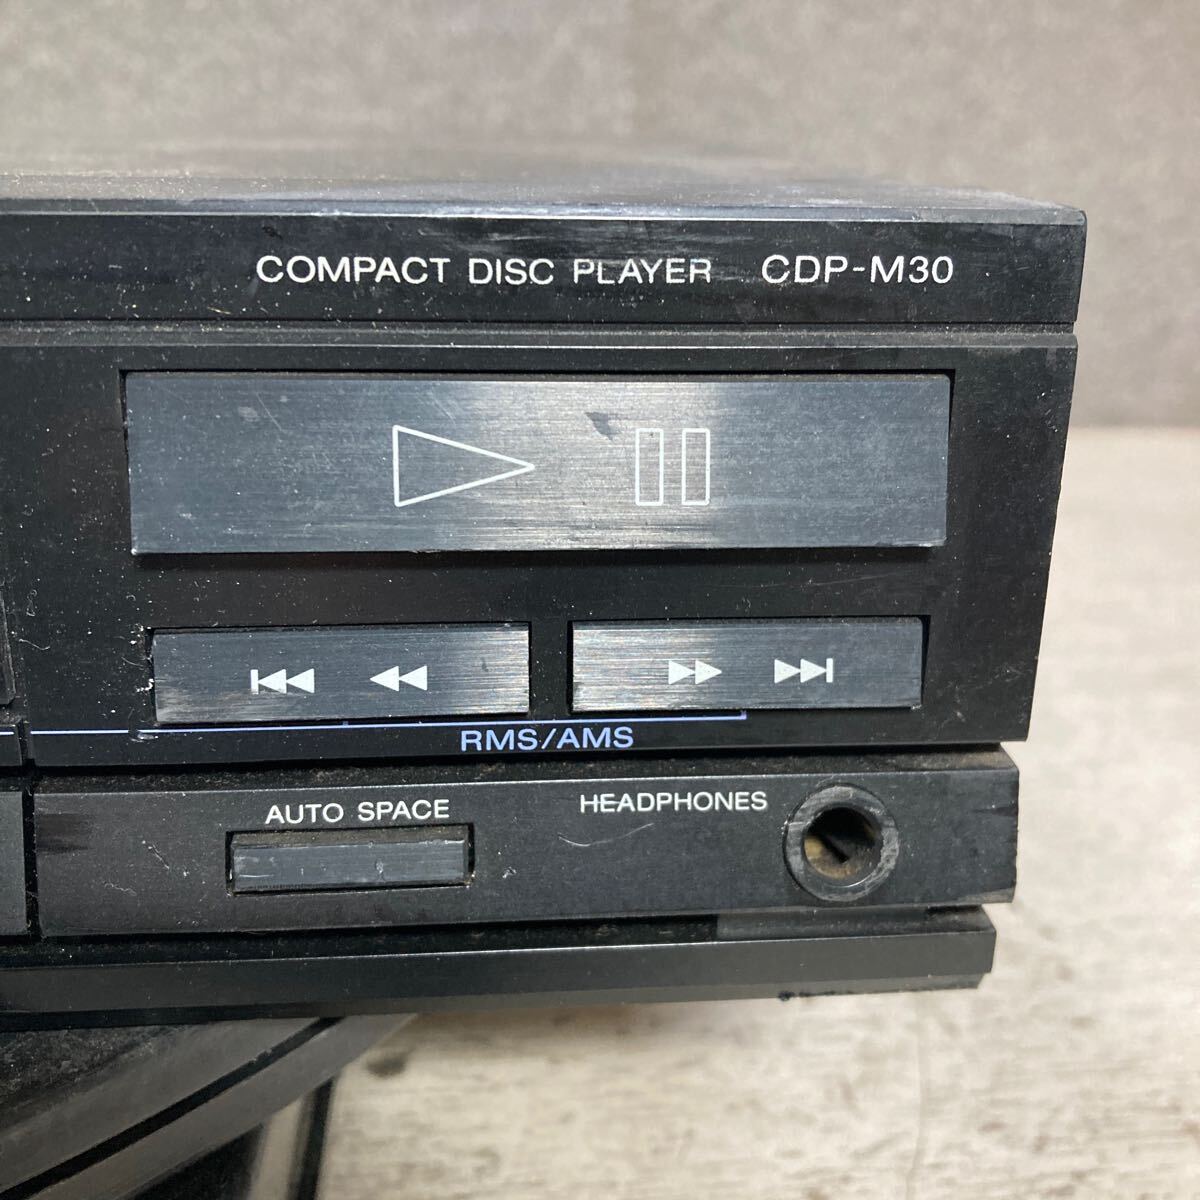 COMPACT DISC PLAYER CDP-M30
RMS/AMS
AUTO SPACE
HEADPHONES